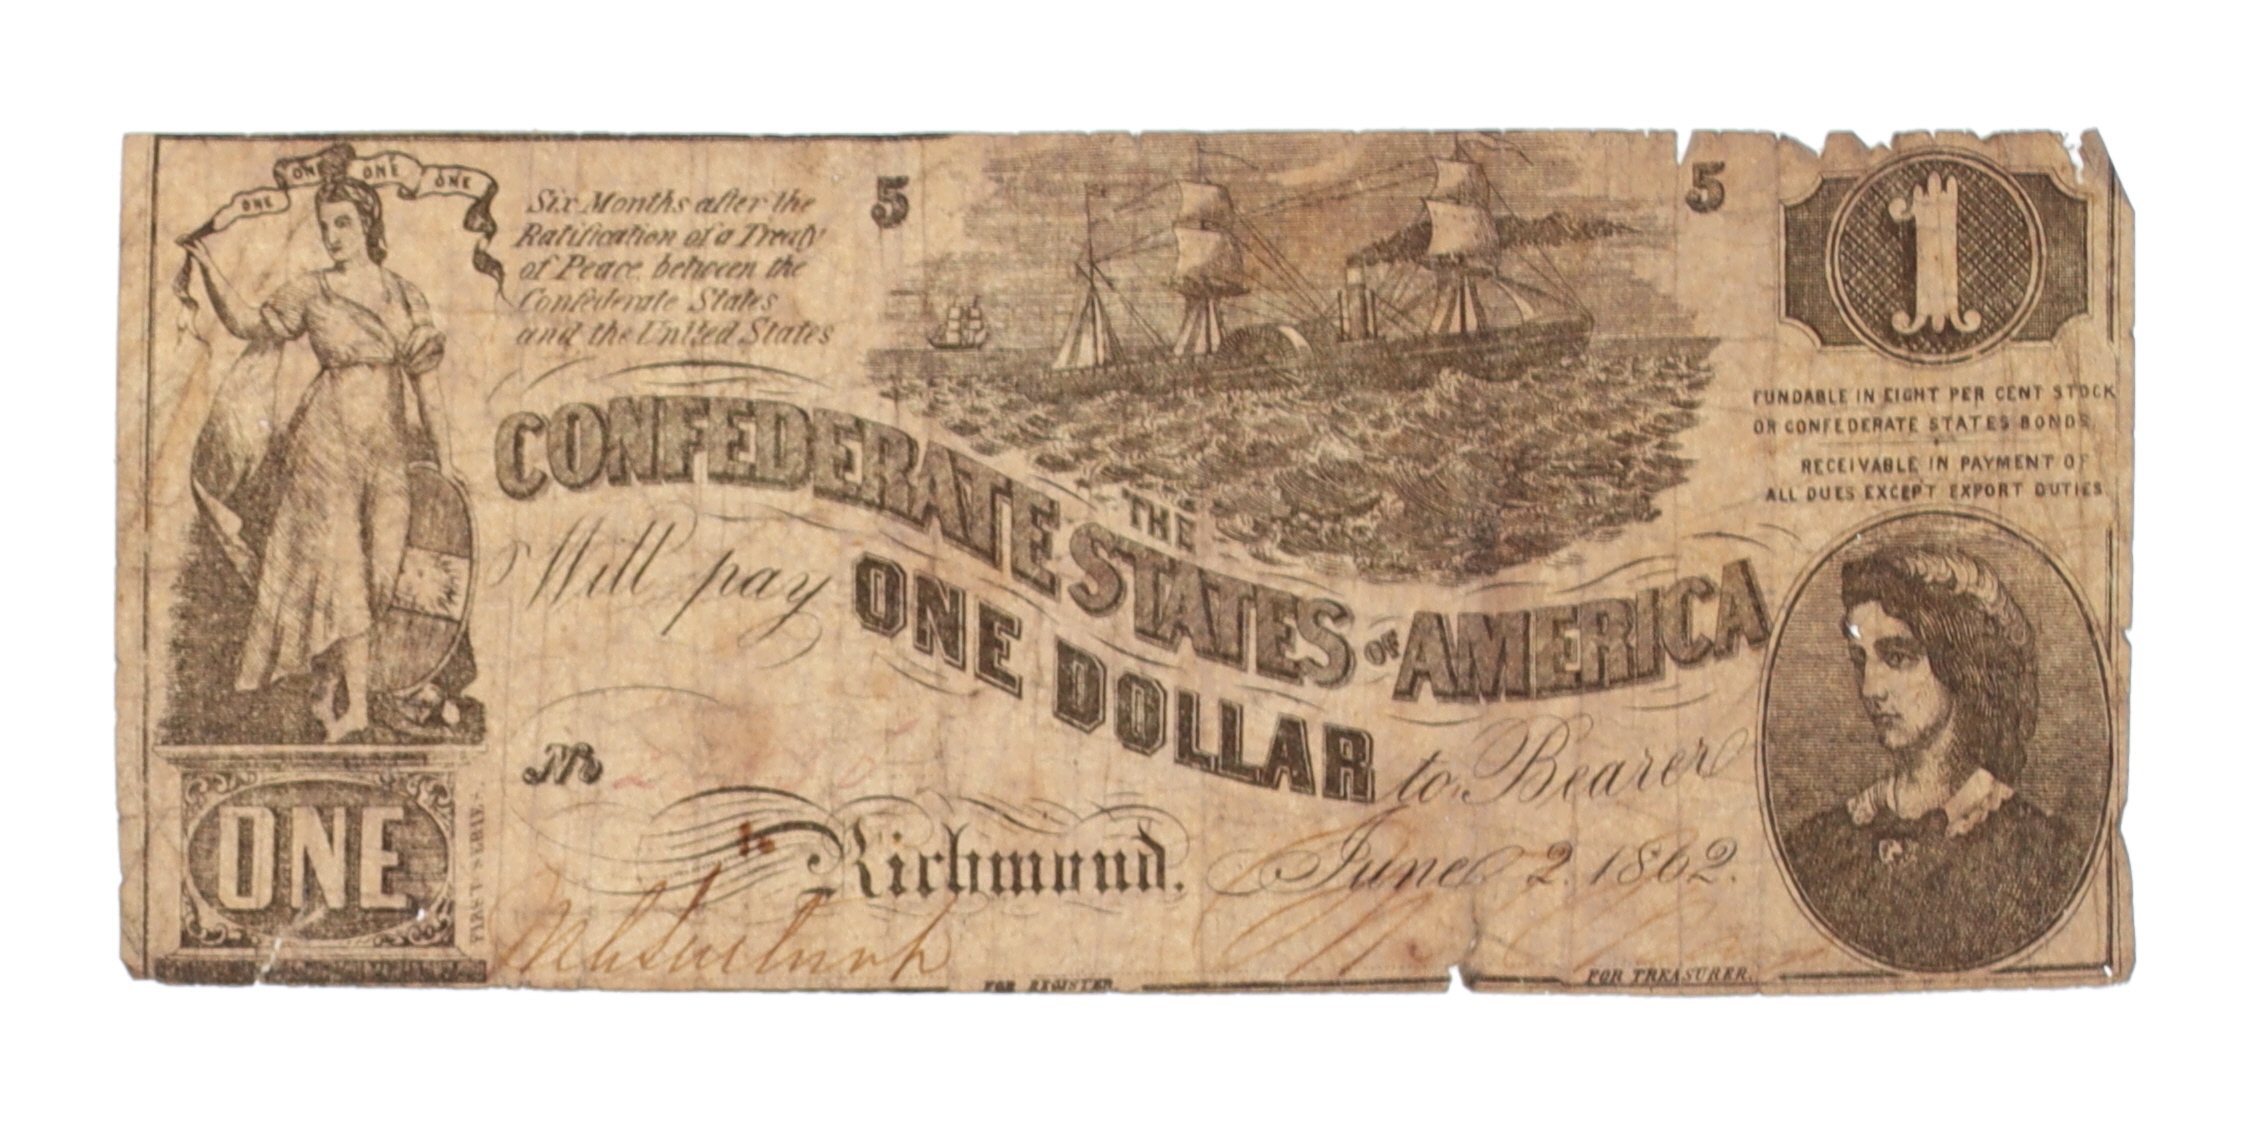 ONE ONE ONE ONE
Six Months after the
Ratification of a Treaty
of Peace between the
Confederate States
and the United States
5
5
1
FUNDABLE IN EIGHT PER CENT STOCK
OR CONFEDERATE STATES BONDS.
RECEIVABLE IN PAYMENT OF
ALL DUES EXCEPT EXPORT DUTIES
THE
CONFEDERATE STATES OF AMERICA
Will pay ONE DOLLAR to Bearer
No
Richmond. June 2. 1862.
ONE
FOR REGISTER
FOR TREASURER.